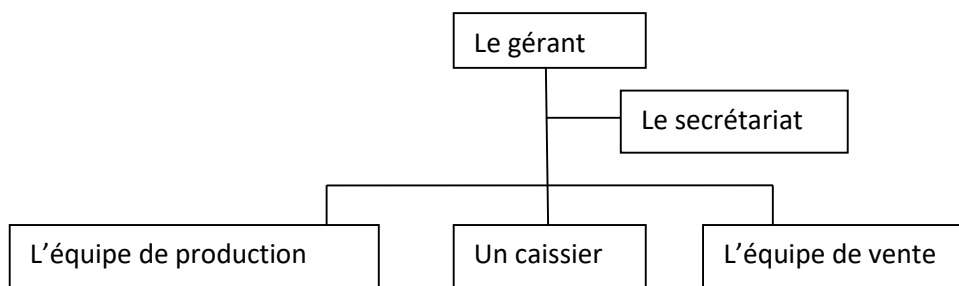 Le gérant
Le secrétariat
L’équipe de production
Un caissier
L’équipe de vente